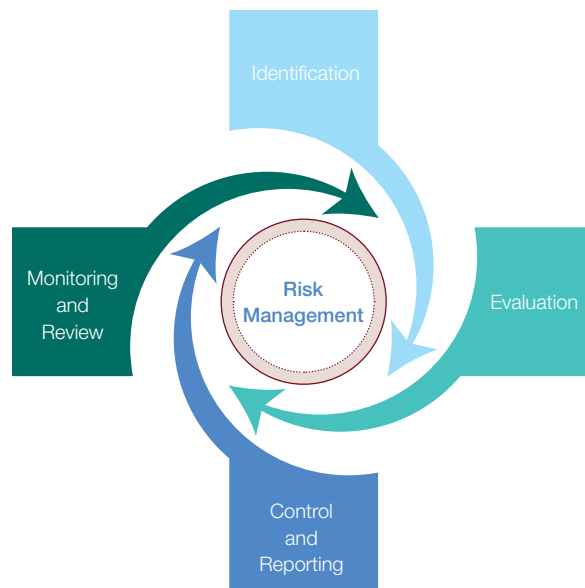 Identification
Evaluation
Control
and
Reporting
Monitoring
and
Review
Risk
Management